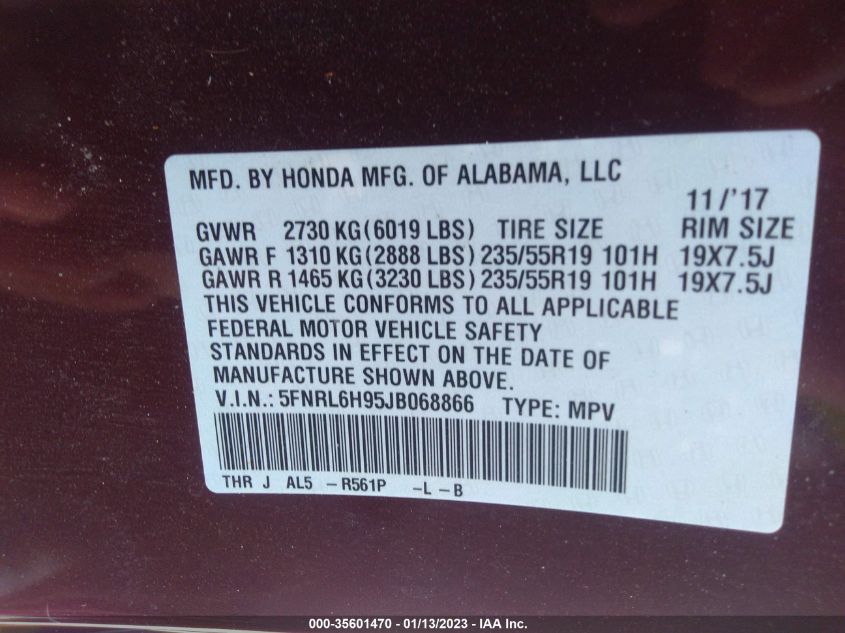 MFD. BY HONDA MFG. OF ALABAMA, LLC
11/'17
GVWR 2730 KG(6019 LBS) TIRE SIZE RIM SIZE
GAWR F 1310 KG(2888 LBS) 235/55R19 101H 19X7.5J
GAWR R 1465 KG(3230 LBS) 235/55R19 101H 19X7.5J
THIS VEHICLE CONFORMS TO ALL APPLICABLE
FEDERAL MOTOR VEHICLE SAFETY
STANDARDS IN EFFECT ON THE DATE OF
MANUFACTURE SHOWN ABOVE.
V.I.N.: 5FNRL6H95JB068866 TYPE: MPV
THR J AL5 -R561P -L-B
000-35601470 - 01/13/2023 - IAA Inc.